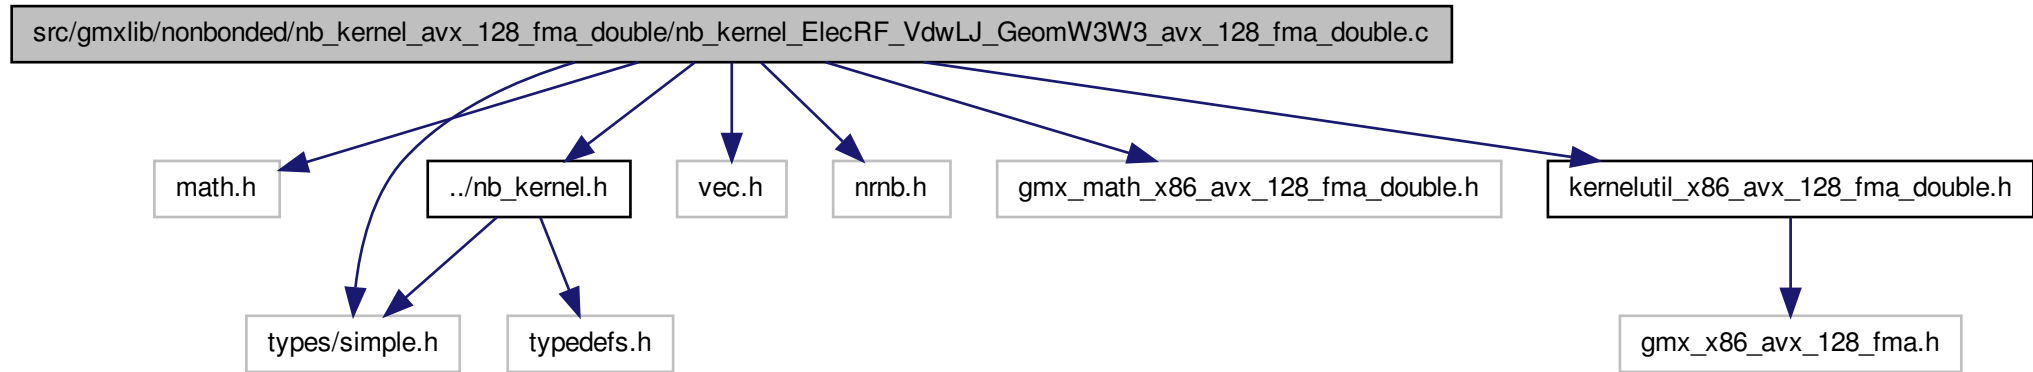 src/gmxlib/nonbonded/nb_kernel_avx_128_fma_double/nb_kernel_ElecRF_VdwLJ_GeomW3W3_avx_128_fma_double.c
math.h
../nb_kernel.h
vec.h
nrnb.h
gmx_math_x86_avx_128_fma_double.h
kernelutil_x86_avx_128_fma_double.h
types/simple.h
typedefs.h
gmx_x86_avx_128_fma.h